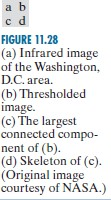 a b
c d
FIGURE 11.28
(a) Infrared image
of the Washington,
D.C. area.
(b) Thresholded
image.
(c) The largest
connected compo-
nent of (b).
(d) Skeleton of (c).
(Original image
courtesy of NASA.)